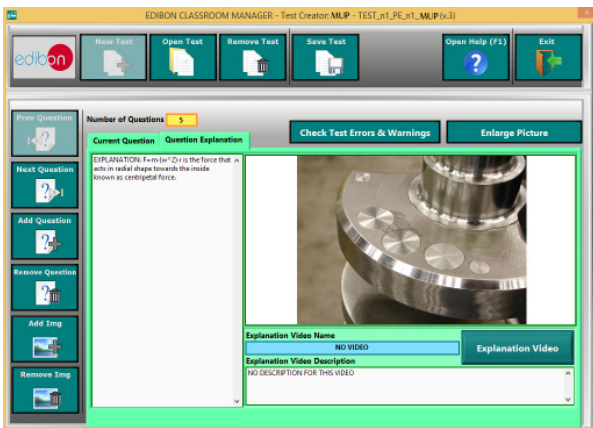 EDIBON CLASSROOM MANAGER - Test Creator: MUP - TEST_n1_PE_n1_MUP (v.3)
edibon
New Test
Open Test
Remove Test
Save Test
Open Help (F1)
Exit
Prev Question
Number of Questions 5
Check Test Errors & Warnings
Enlarge Picture
Current Question
Question Explanation
EXPLANATION: F=m·(w^2)·r is the force that
acts in radial shape towards the inside
known as centripetal force.
Next Question
Add Question
Remove Question
Add Img
Remove Img
Explanation Video Name
NO VIDEO
Explanation Video
Explanation Video Description
NO DESCRIPTION FOR THIS VIDEO